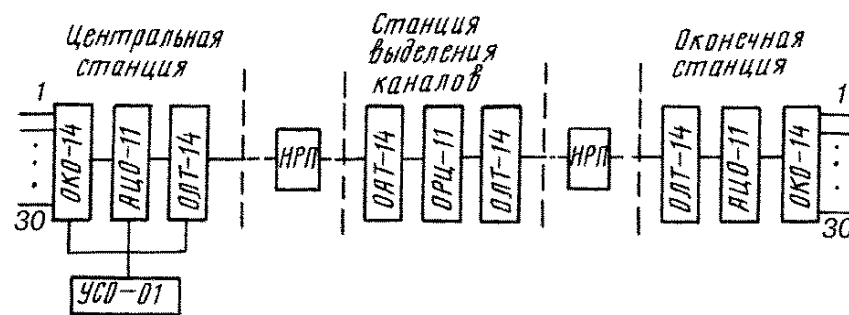 Центральная
станция
Станция
выделения
каналов
Оконечная
станция
1
30
ОКО-14
АЦО-11
ОЛТ-14
УСО-01
НРП
ОАТ-14
ОРЦ-11
ОЛТ-14
НРП
ОЛТ-14
АЦО-11
ОКО-14
1
30